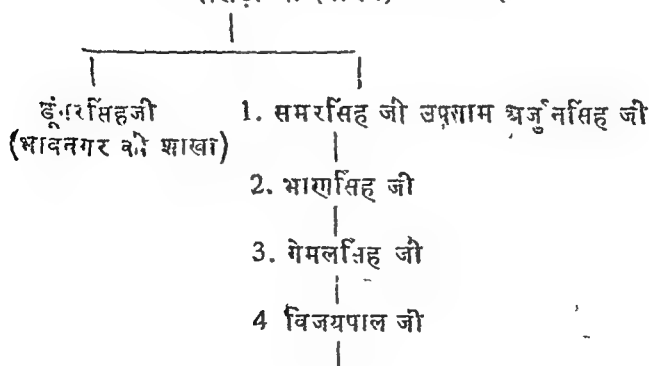 डूंगरसिंहजी 1. समरसिंह जी उपनाम अर्जुनसिंह जी
(भावनगर की शाखा)
2. भाणसिंह जी
3. गेमलसिंह जी
4 विजयपाल जी